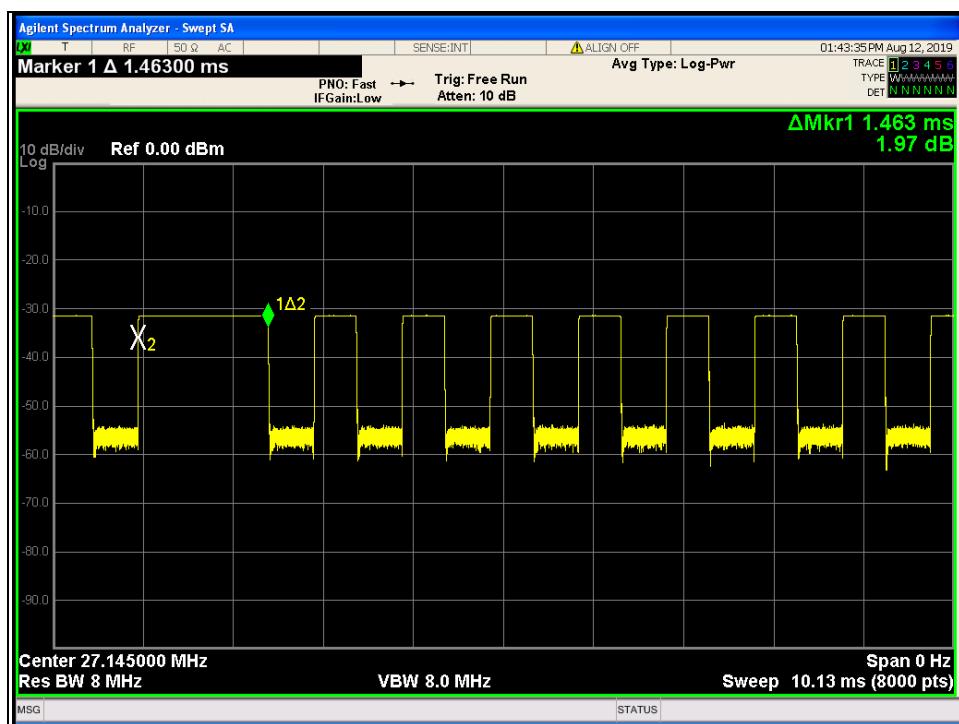 Agilent Spectrum Analyzer - Swept SA
LXI T RF 50 Ω AC SENSE:INT ALIGN OFF 01:43:35 PM Aug 12, 2019
Marker 1 Δ 1.46300 ms Avg Type: Log-Pwr TRACE 1 2 3 4 5 6
PNO: Fast Trig: Free Run TYPE W
IFGain:Low Atten: 10 dB DET N N N N N N
ΔMkr1 1.463 ms
10 dB/div Ref 0.00 dBm 1.97 dB
Log
-10.0
-20.0
-30.0
1Δ2
2
-40.0
-50.0
-60.0
-70.0
-80.0
-90.0
Center 27.145000 MHz Span 0 Hz
Res BW 8 MHz VBW 8.0 MHz Sweep 10.13 ms (8000 pts)
MSG STATUS